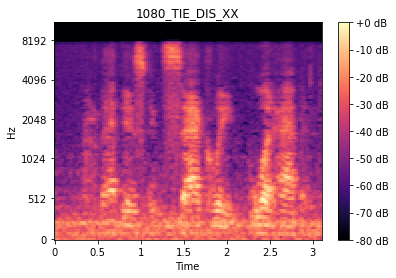 1080_TIE_DIS_XX
Hz
8192
4096
2048
1024
512
0
0 0.5 1 1.5 2 2.5 3
Time
+0 dB
-10 dB
-20 dB
-30 dB
-40 dB
-50 dB
-60 dB
-70 dB
-80 dB